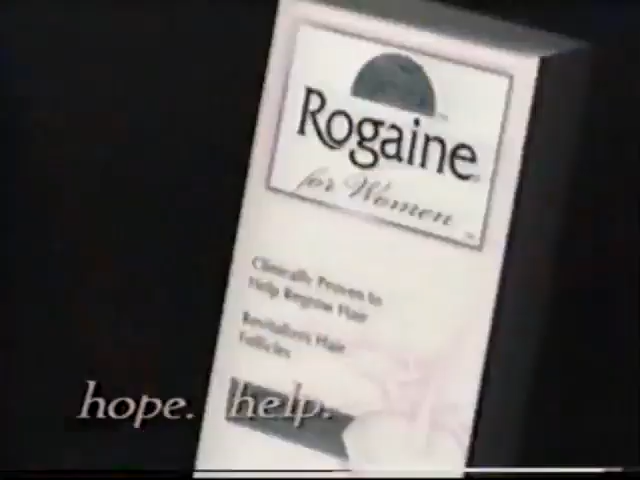 Rogaine
for Women
Clinically Proven to
Help Regrow Hair
Revitalizes Hair
Follicles
hope. help.